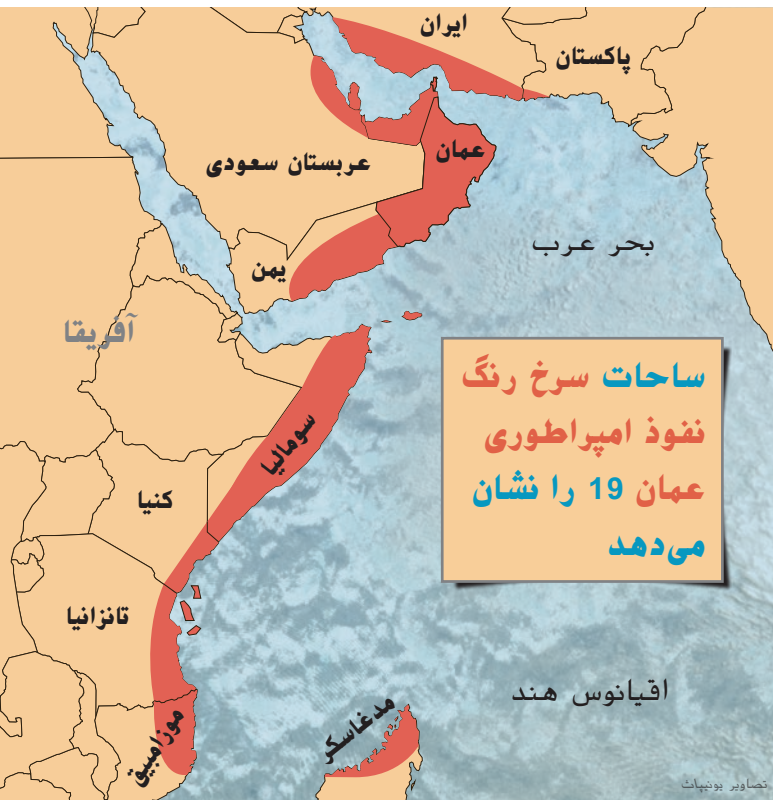 ایران
پاکستان
عمان
عربستان سعودی
بحر عرب
یمن
آفریقا
ساحات سرخ رنگ
نفوذ امپراطوری
عمان 19 را نشان
می‌دهد
سومالیا
کنیا
تانزانیا
اقیانوس هند
موزامبیق
مدغاسکر
تصاویر یونیپاث